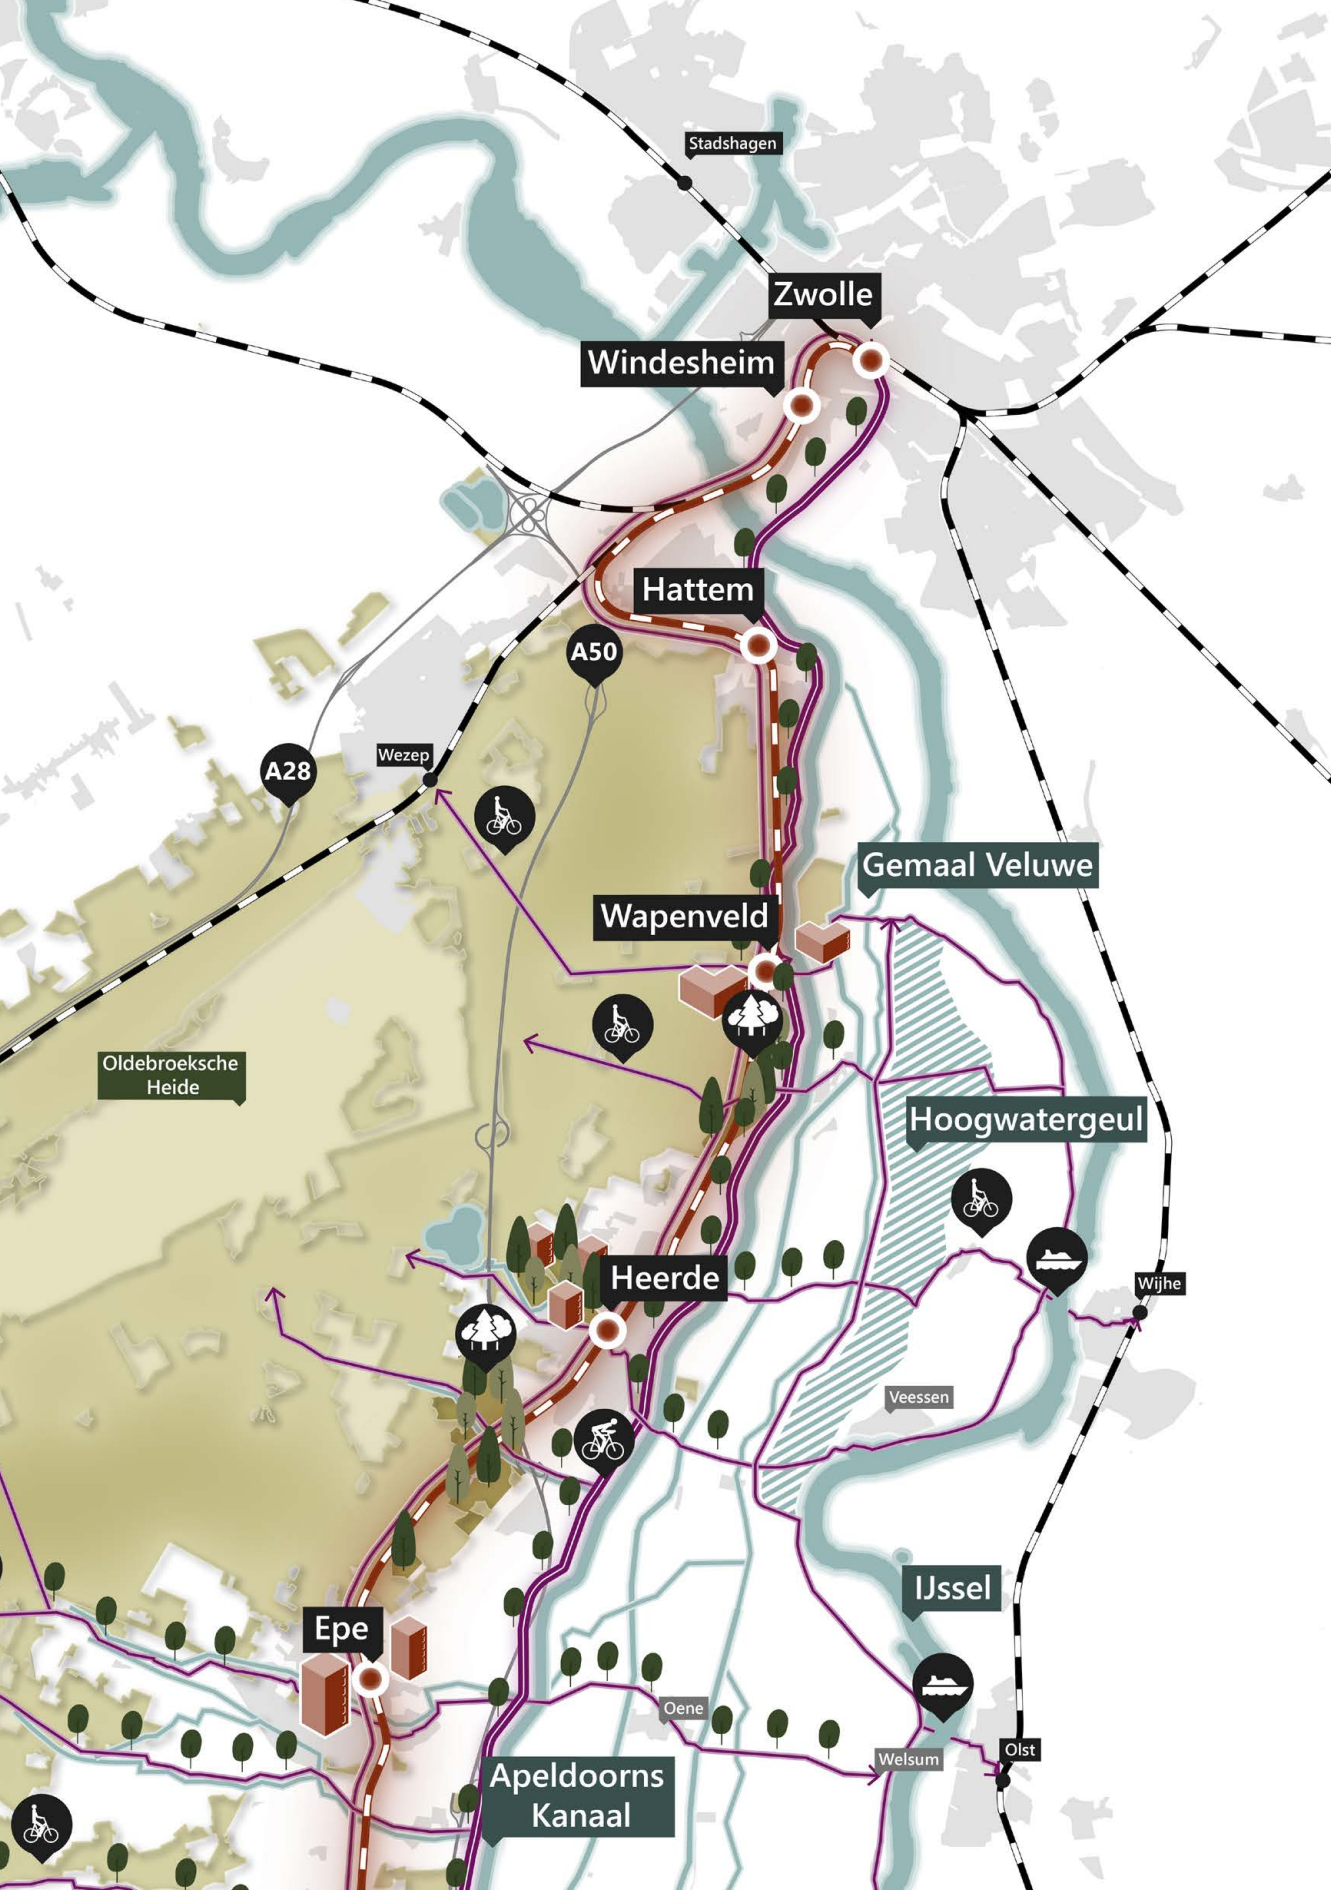 Stadshagen
Zwolle
Windesheim
Hattem
A50
Wezep
A28
Gemaal Veluwe
Wapenveld
Oldebroeksche
Heide
Hoogwatergeul
Heerde
Wijhe
Veessen
IJssel
Epe
Oene
Welsum
Olst
Apeldoorns
Kanaal